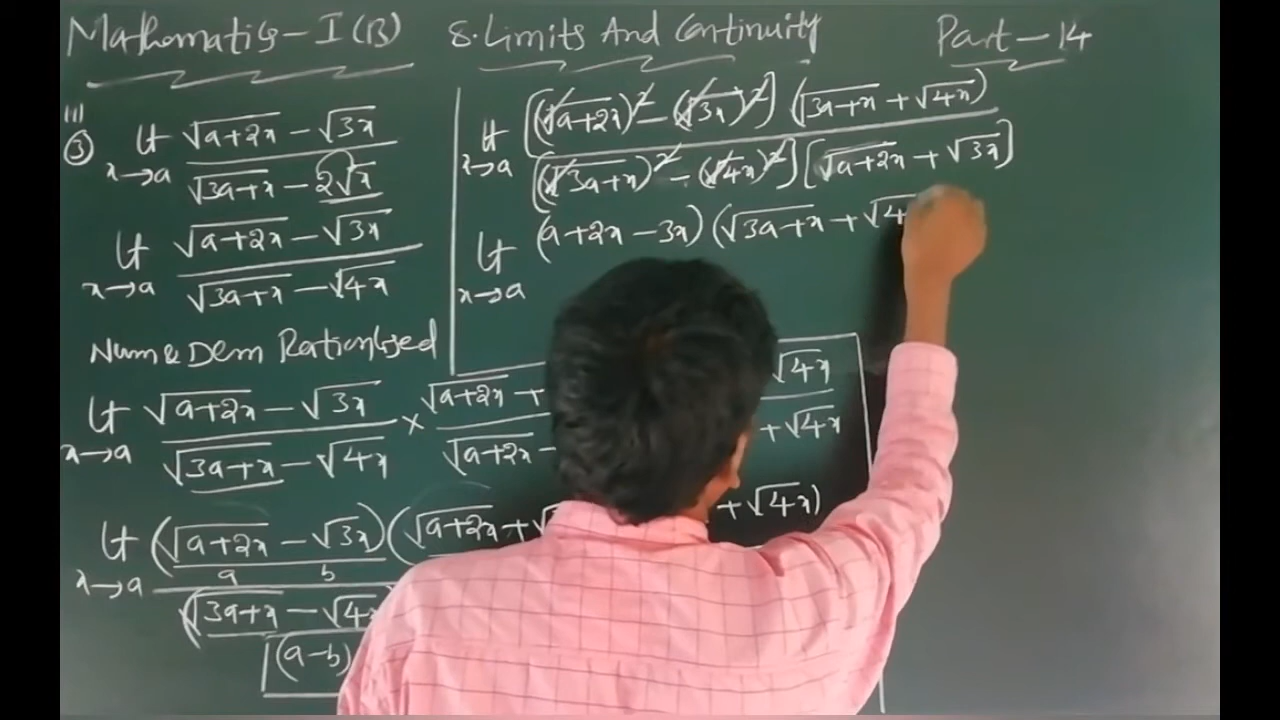 Mathematics-I(B) 8. Limits And Continuity Part-14
III
③ Lt x→a √(a+2x) - √(3x) / √(3a+x) - 2√x
Lt x→a √(a+2x) - √(3x) / √(3a+x) - √(4x)
Num & Dem Rationlized
Lt x→a √(a+2x) - √(3x) / √(3a+x) - √(4x) × √(a+2x) + √(4x) / √(a+2x) - + √(4x)
Lt x→a (√(a+2x) - √(3x)) (√(a+2x) + + √(4x)) / (√(3a+x) - √(4x)
a b
(a-b)
Lt x→a [(√(a+2x))² - (√(3x))²] (√(3a+x) + √(4x)) / [(√(3a+x))² - (√(4x))²] [√(a+2x) + √(3x)]
Lt x→a (a+2x - 3x) (√(3a+x) + √4